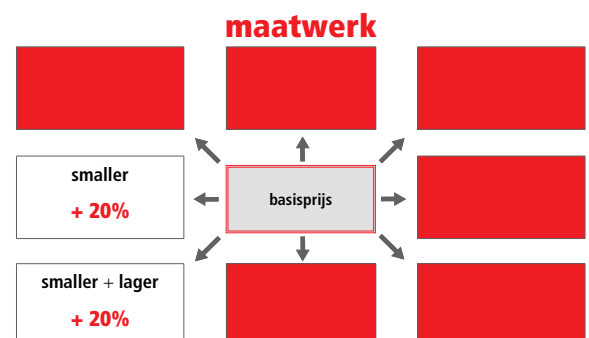 maatwerk
smaller
+ 20%
basisprijs
smaller + lager
+ 20%